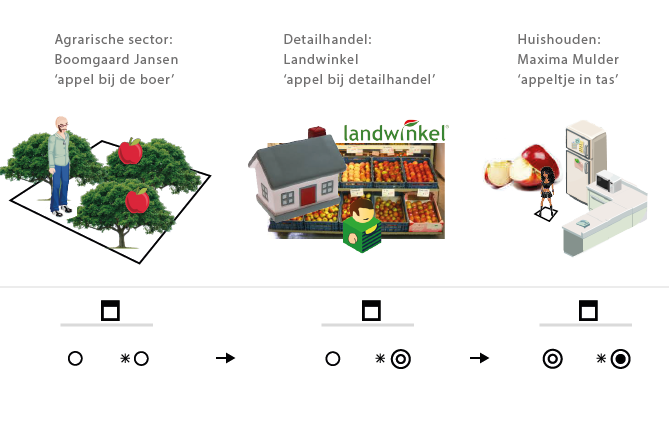 Agrarische sector:
Boomgaard Jansen
‘appel bij de boer’
Detailhandel:
Landwinkel
‘appel bij detailhandel’
Huishouden:
Maxima Mulder
‘appeltje in tas’
landwinkel